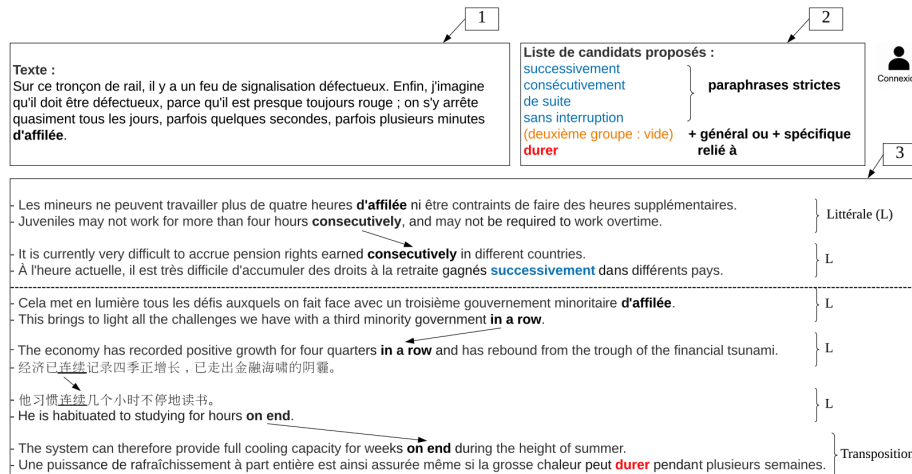 1
2
Texte :
Sur ce tronçon de rail, il y a un feu de signalisation défectueux. Enfin, j'imagine
qu'il doit être défectueux, parce qu'il est presque toujours rouge ; on s'y arrête
quasiment tous les jours, parfois quelques secondes, parfois plusieurs minutes
d'affilée.
Liste de candidats proposés :
successivement
consécutivement
de suite
sans interruption
paraphrases strictes
(deuxième groupe : vide) + général ou + spécifique
durer relié à
Connexio
3
- Les mineurs ne peuvent travailler plus de quatre heures d'affilée ni être contraints de faire des heures supplémentaires.
- Juveniles may not work for more than four hours consecutively, and may not be required to work overtime.
Littérale (L)
- It is currently very difficult to accrue pension rights earned consecutively in different countries.
- À l'heure actuelle, il est très difficile d'accumuler des droits à la retraite gagnés successivement dans différents pays.
L
- Cela met en lumière tous les défis auxquels on fait face avec un troisième gouvernement minoritaire d'affilée.
- This brings to light all the challenges we have with a third minority government in a row.
L
- The economy has recorded positive growth for four quarters in a row and has rebound from the trough of the financial tsunami.
- 经济已连续记录四季正增长，已走出金融海啸的阴霾。
L
- 他习惯连续几个小时不停地读书。
- He is habituated to studying for hours on end.
L
- The system can therefore provide full cooling capacity for weeks on end during the height of summer.
- Une puissance de rafraîchissement à part entière est ainsi assurée même si la grosse chaleur peut durer pendant plusieurs semaines.
Transposition